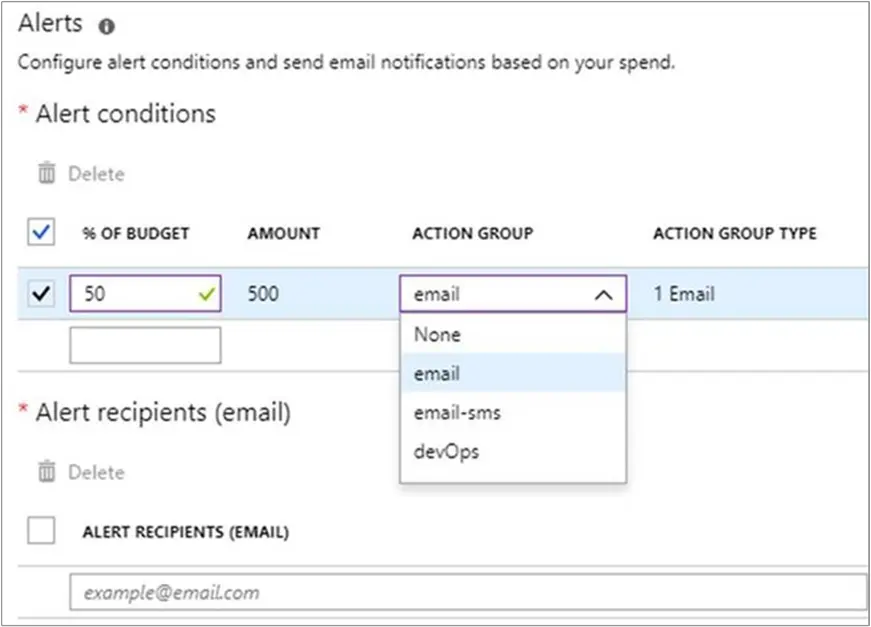 Alerts
Configure alert conditions and send email notifications based on your spend.
* Alert conditions
Delete
% OF BUDGET AMOUNT ACTION GROUP ACTION GROUP TYPE
50 500 email 1 Email
None
email
email-sms
devOps
* Alert recipients (email)
Delete
ALERT RECIPIENTS (EMAIL)
example@email.com